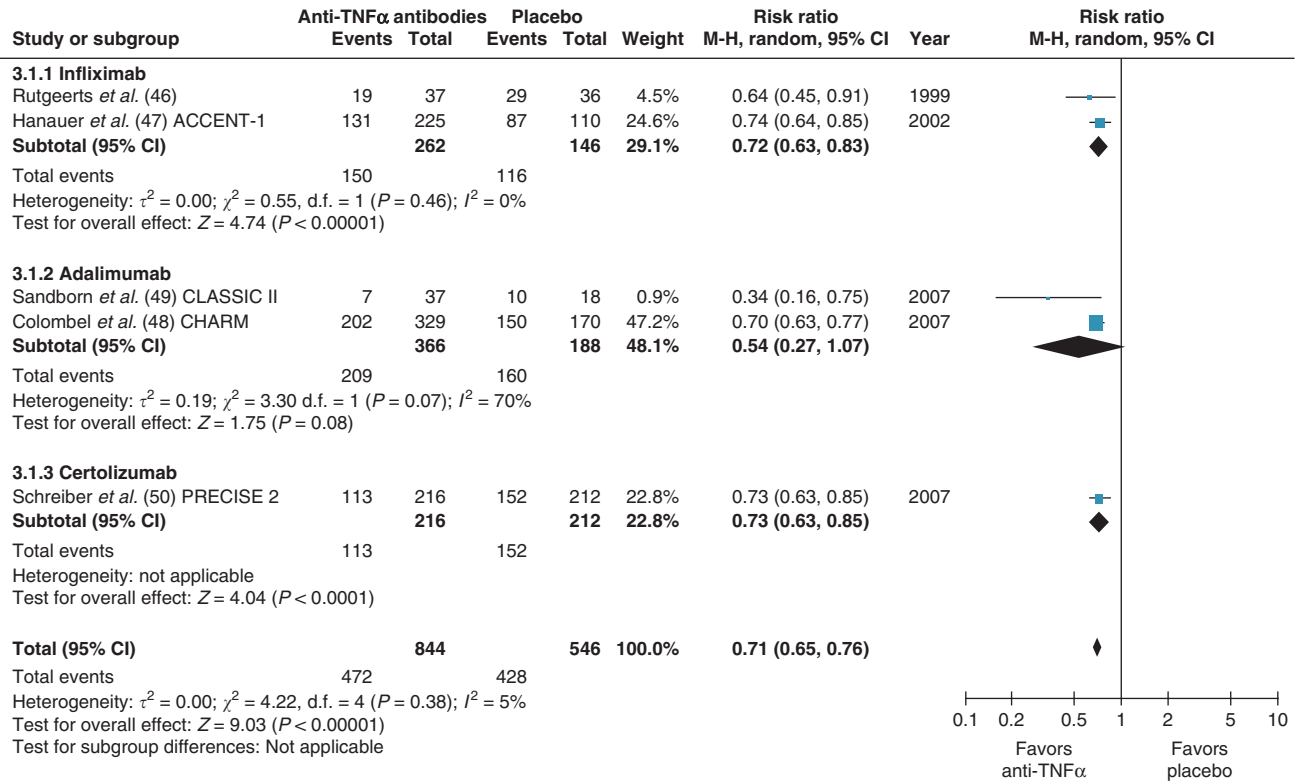 Anti-TNFα antibodies Placebo Risk ratio Risk ratio
Study or subgroup Events Total Events Total Weight M-H, random, 95% CI Year M-H, random, 95% CI
3.1.1 Infliximab
Rutgeerts et al. (46) 19 37 29 36 4.5% 0.64 (0.45, 0.91) 1999
Hanauer et al. (47) ACCENT-1 131 225 87 110 24.6% 0.74 (0.64, 0.85) 2002
Subtotal (95% CI) 262 146 29.1% 0.72 (0.63, 0.83)
Total events 150 116
Heterogeneity: τ² = 0.00; χ² = 0.55, d.f. = 1 (P = 0.46); I² = 0%
Test for overall effect: Z = 4.74 (P < 0.00001)
3.1.2 Adalimumab
Sandborn et al. (49) CLASSIC II 7 37 10 18 0.9% 0.34 (0.16, 0.75) 2007
Colombel et al. (48) CHARM 202 329 150 170 47.2% 0.70 (0.63, 0.77) 2007
Subtotal (95% CI) 366 188 48.1% 0.54 (0.27, 1.07)
Total events 209 160
Heterogeneity: τ² = 0.19; χ² = 3.30 d.f. = 1 (P = 0.07); I² = 70%
Test for overall effect: Z = 1.75 (P = 0.08)
3.1.3 Certolizumab
Schreiber et al. (50) PRECISE 2 113 216 152 212 22.8% 0.73 (0.63, 0.85) 2007
Subtotal (95% CI) 216 212 22.8% 0.73 (0.63, 0.85)
Total events 113 152
Heterogeneity: not applicable
Test for overall effect: Z = 4.04 (P < 0.0001)
Total (95% CI) 844 546 100.0% 0.71 (0.65, 0.76)
Total events 472 428
Heterogeneity: τ² = 0.00; χ² = 4.22, d.f. = 4 (P = 0.38); I² = 5%
Test for overall effect: Z = 9.03 (P < 0.00001)
Test for subgroup differences: Not applicable
0.1 0.2 0.5 1 2 5 10
Favors Favors
anti-TNFα placebo